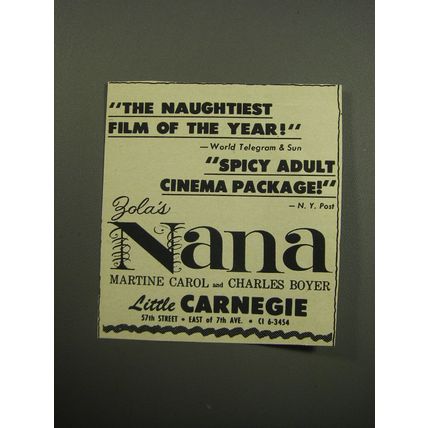 "THE NAUGHTIEST
FILM OF THE YEAR!"
—World Telegram & Sun
"SPICY ADULT
CINEMA PACKAGE!"
—N. Y. Post
Zola's
Nana
MARTINE CAROL and CHARLES BOYER
Little CARNEGIE
57th STREET • EAST of 7th AVE. • CI 6-3454